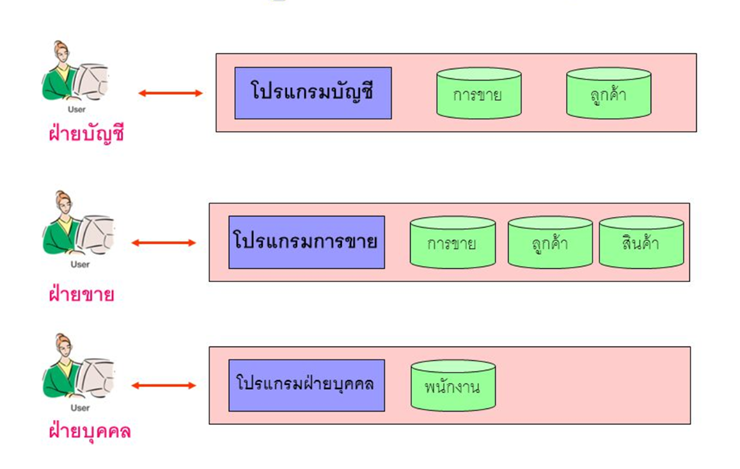 โปรแกรมบัญชี การขาย ลูกค้า
User
ฝ่ายบัญชี
โปรแกรมการขาย การขาย ลูกค้า สินค้า
User
ฝ่ายขาย
โปรแกรมฝ่ายบุคคล พนักงาน
User
ฝ่ายบุคคล